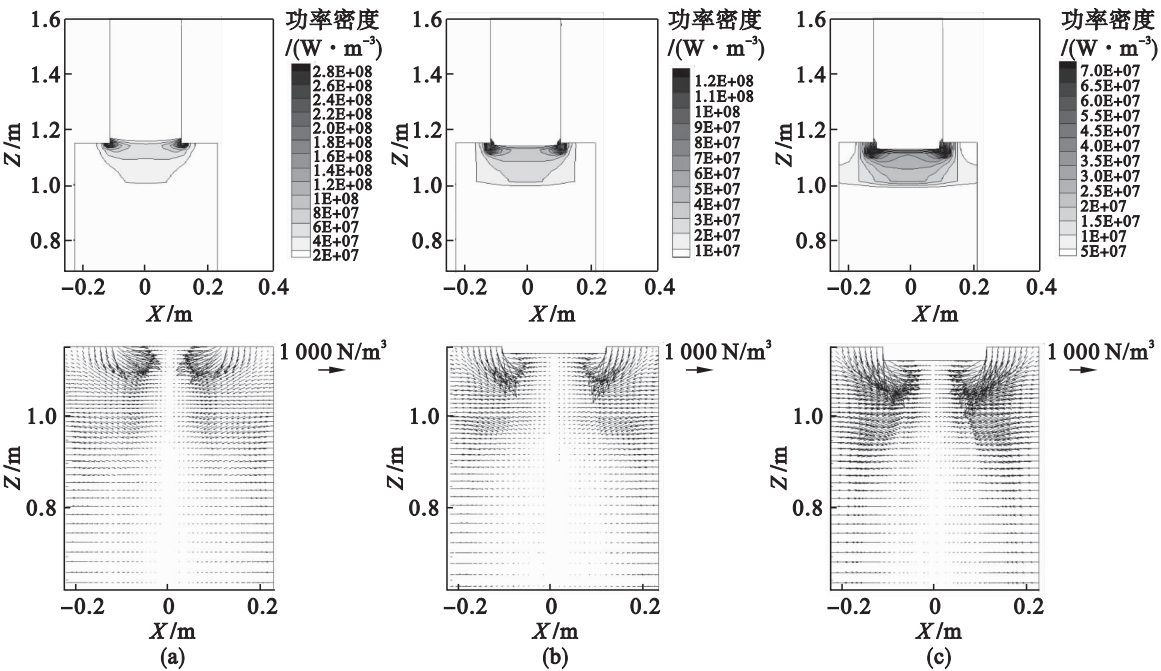 功率密度
/(W·m⁻³)
1.6
1.4
1.2
1.0
0.8
Z/m
2.8E+08
2.6E+08
2.4E+08
2.2E+08
2.0E+08
1.8E+08
1.6E+08
1.4E+08
1.2E+08
1E+08
8E+07
6E+07
4E+07
2E+07
−0.2 0 0.2 0.4
X/m
功率密度
/(W·m⁻³)
1.6
1.4
1.2
1.0
0.8
Z/m
1.2E+08
1.1E+08
1E+08
9E+07
8E+07
7E+07
6E+07
5E+07
4E+07
3E+07
2E+07
1E+07
−0.2 0 0.2 0.4
X/m
功率密度
/(W·m⁻³)
1.6
1.4
1.2
1.0
0.8
Z/m
7.0E+07
6.5E+07
6.0E+07
5.5E+07
4.5E+07
4.0E+07
3.5E+07
3.0E+07
2.5E+07
2E+07
1.5E+07
1E+07
5E+07
−0.2 0 0.2 0.4
X/m
1 000 N/m³
1.0
0.8
Z/m
−0.2 0 0.2
X/m
(a)
1 000 N/m³
1.0
0.8
Z/m
−0.2 0 0.2
X/m
(b)
1 000 N/m³
1.0
0.8
Z/m
−0.2 0 0.2
X/m
(c)